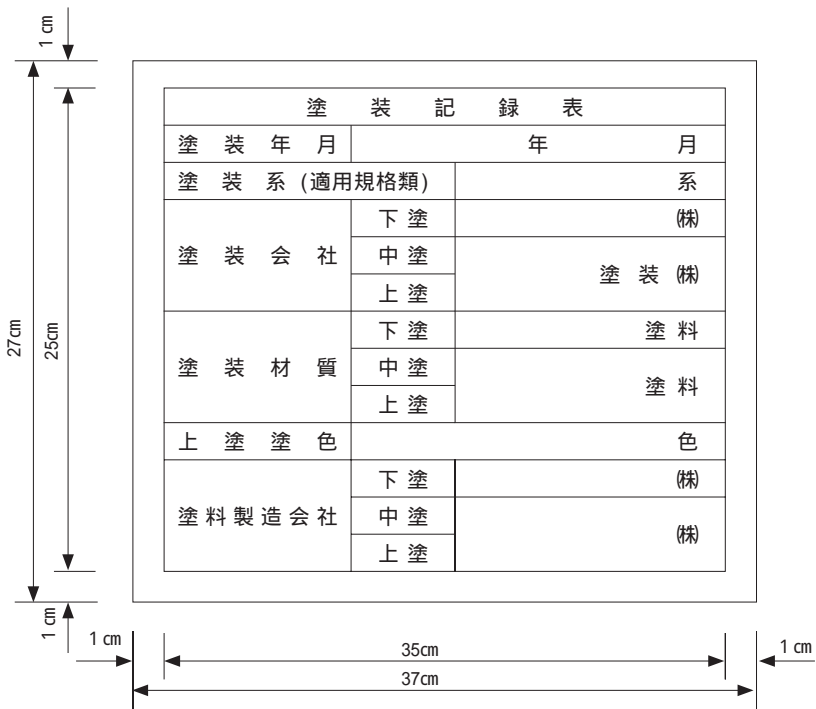 1 cm
塗装記録表
塗装年月 年 月
塗装系(適用規格類) 系
塗装会社 下塗 ㈱
中塗 塗装㈱
上塗
塗装材質 下塗 塗料
中塗 塗料
上塗
上塗塗色 色
塗料製造会社 下塗 ㈱
中塗 ㈱
上塗
27cm
25cm
1 cm
1 cm
35cm
1 cm
37cm